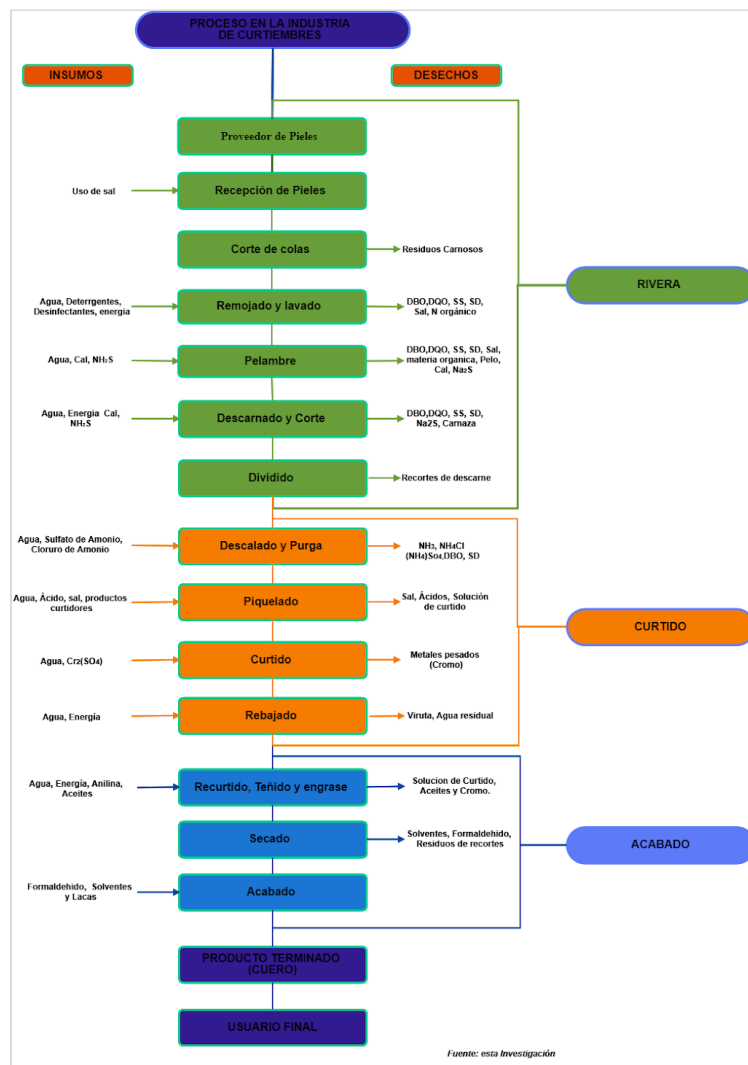 PROCESO EN LA INDUSTRIA
DE CURTIEMBRES
INSUMOS
DESECHOS
Proveedor de Pieles
Uso de sal
Recepción de Pieles
Corte de colas
Residuos Carnosos
RIVERA
Agua, Deterrgentes,
Desinfectantes, energia
Remojado y lavado
DBO,DQO, SS, SD,
Sal, N orgánico
Agua, Cal, NH₂S
Pelambre
DBO,DQO, SS, SD, Sal,
materia organica, Pelo,
Cal, Na₂S
Agua, Energía Cal,
NH₂S
Descarnado y Corte
DBO,DQO, SS, SD,
Na2S, Carnaza
Dividido
Recortes de descarne
Agua, Sulfato de Amonio,
Cloruro de Amonio
Descalado y Purga
NH₃, NH₄Cl
(NH₄)So₄,DBO, SD
Agua, Ácido, sal, productos
curtidores
Piquelado
Sal, Ácidos, Solución
de curtido
CURTIDO
Agua, Cr₂(SO₄)
Curtido
Metales pesados
(Cromo)
Agua, Energía
Rebajado
Viruta, Agua residual
Agua, Energía, Anilina,
Aceites
Recurtido, Teñido y engrase
Solucion de Curtido,
Aceites y Cromo.
Secado
Solventes, Formaldehido,
Residuos de recortes
ACABADO
Formaldehido, Solventes
y Lacas
Acabado
PRODUCTO TERMINADO
(CUERO)
USUARIO FINAL
Fuente: esta Investigación